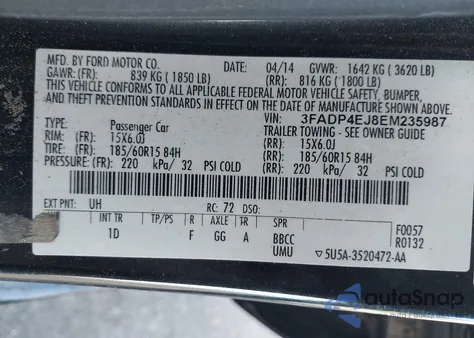 MFD. BY FORD MOTOR CO.
DATE: 04/14 GVWR: 1642 KG ( 3620 LB)
GAWR: (FR): 839 KG ( 1850 LB) (RR): 816 KG ( 1800 LB)
THIS VEHICLE CONFORMS TO ALL APPLICABLE FEDERAL MOTOR VEHICLE SAFETY,
BUMPER, AND THEFT PREVENTION STANDARDS IN EFFECT ON THE
DATE OF MANUFACTURE SHOWN ABOVE.
VIN: 3FADP4EJ8EM235987
TYPE: Passenger Car TRAILER TOWING - SEE OWNER GUIDE
RIM: (FR): 15X6.0J (RR): 15X6.0J
TIRE: (FR): 185/60R15 84H (RR): 185/60R15 84H
PRESSURE: (FR): 220 kPa/ 32 PSI COLD (RR): 220 kPa/ 32 PSI COLD
EXT PNT: UH RC: 72 DSO: F0057
INT TR TP/PS R AXLE TR SPR R0132
1D F GG A BBCC
UMU ▽5U5A-3520472-AA
autoSnap